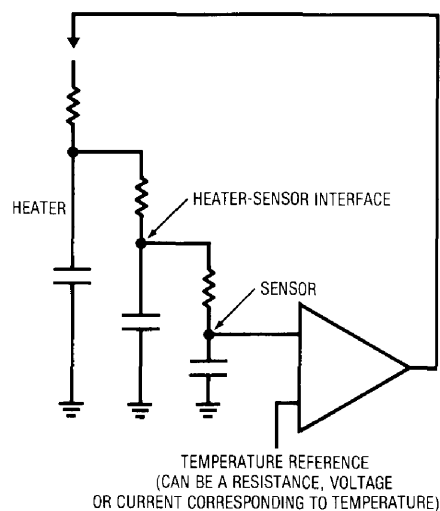 HEATER
HEATER-SENSOR INTERFACE
SENSOR
TEMPERATURE REFERENCE
(CAN BE A RESISTANCE, VOLTAGE
OR CURRENT CORRESPONDING TO TEMPERATURE)